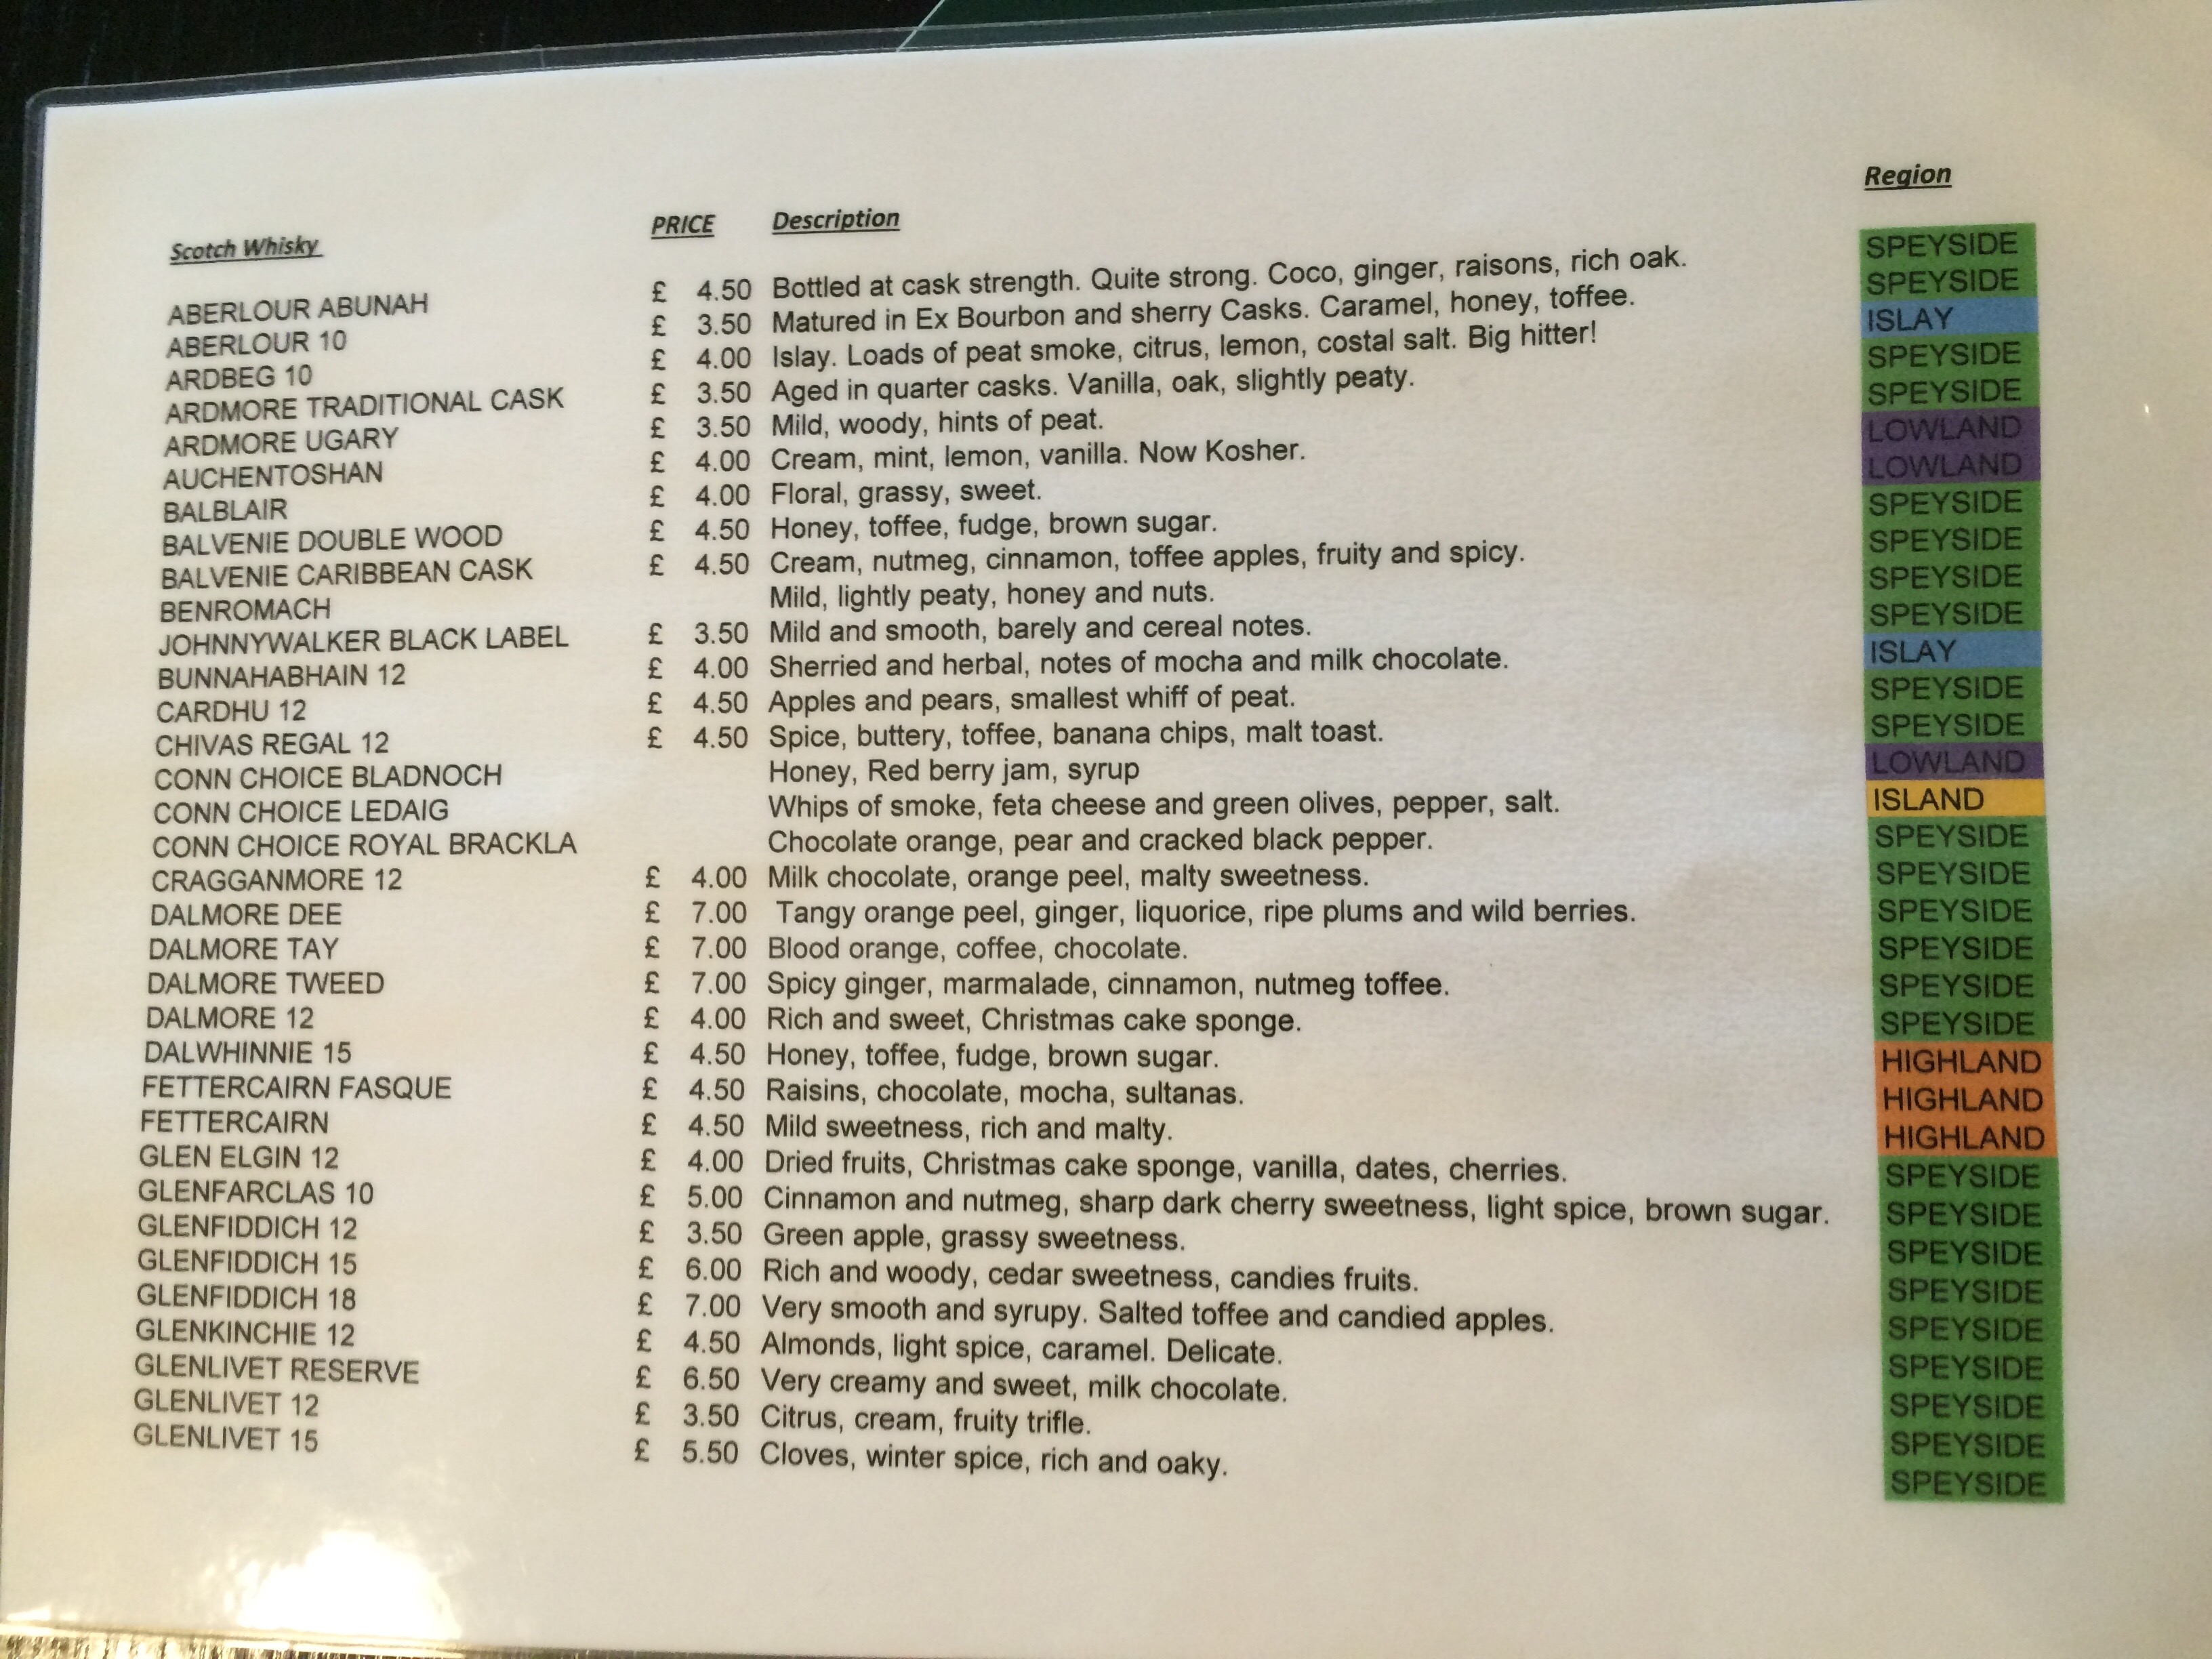 Scotch Whisky PRICE Description Region
ABERLOUR ABUNAH £ 4.50 Bottled at cask strength. Quite strong. Coco, ginger, raisons, rich oak. SPEYSIDE
ABERLOUR 10 £ 3.50 Matured in Ex Bourbon and sherry Casks. Caramel, honey, toffee. SPEYSIDE
ARDBEG 10 £ 4.00 Islay. Loads of peat smoke, citrus, lemon, costal salt. Big hitter! ISLAY
ARDMORE TRADITIONAL CASK £ 3.50 Aged in quarter casks. Vanilla, oak, slightly peaty. SPEYSIDE
ARDMORE UGARY £ 3.50 Mild, woody, hints of peat. SPEYSIDE
AUCHENTOSHAN £ 4.00 Cream, mint, lemon, vanilla. Now Kosher. LOWLAND
BALBLAIR £ 4.00 Floral, grassy, sweet. LOWLAND
BALVENIE DOUBLE WOOD £ 4.50 Honey, toffee, fudge, brown sugar. SPEYSIDE
BALVENIE CARIBBEAN CASK £ 4.50 Cream, nutmeg, cinnamon, toffee apples, fruity and spicy. SPEYSIDE
BENROMACH Mild, lightly peaty, honey and nuts. SPEYSIDE
JOHNNYWALKER BLACK LABEL £ 3.50 Mild and smooth, barely and cereal notes. SPEYSIDE
BUNNAHABHAIN 12 £ 4.00 Sherried and herbal, notes of mocha and milk chocolate. ISLAY
CARDHU 12 £ 4.50 Apples and pears, smallest whiff of peat. SPEYSIDE
CHIVAS REGAL 12 £ 4.50 Spice, buttery, toffee, banana chips, malt toast. SPEYSIDE
CONN CHOICE BLADNOCH Honey, Red berry jam, syrup LOWLAND
CONN CHOICE LEDAIG Whips of smoke, feta cheese and green olives, pepper, salt. ISLAND
CONN CHOICE ROYAL BRACKLA Chocolate orange, pear and cracked black pepper. SPEYSIDE
CRAGGANMORE 12 £ 4.00 Milk chocolate, orange peel, malty sweetness. SPEYSIDE
DALMORE DEE £ 7.00 Tangy orange peel, ginger, liquorice, ripe plums and wild berries. SPEYSIDE
DALMORE TAY £ 7.00 Blood orange, coffee, chocolate. SPEYSIDE
DALMORE TWEED £ 7.00 Spicy ginger, marmalade, cinnamon, nutmeg toffee. SPEYSIDE
DALMORE 12 £ 4.00 Rich and sweet, Christmas cake sponge. SPEYSIDE
DALWHINNIE 15 £ 4.50 Honey, toffee, fudge, brown sugar. HIGHLAND
FETTERCAIRN FASQUE £ 4.50 Raisins, chocolate, mocha, sultanas. HIGHLAND
FETTERCAIRN £ 4.50 Mild sweetness, rich and malty. HIGHLAND
GLEN ELGIN 12 £ 4.00 Dried fruits, Christmas cake sponge, vanilla, dates, cherries. SPEYSIDE
GLENFARCLAS 10 £ 5.00 Cinnamon and nutmeg, sharp dark cherry sweetness, light spice, brown sugar. SPEYSIDE
GLENFIDDICH 12 £ 3.50 Green apple, grassy sweetness. SPEYSIDE
GLENFIDDICH 15 £ 6.00 Rich and woody, cedar sweetness, candies fruits. SPEYSIDE
GLENFIDDICH 18 £ 7.00 Very smooth and syrupy. Salted toffee and candied apples. SPEYSIDE
GLENKINCHIE 12 £ 4.50 Almonds, light spice, caramel. Delicate. SPEYSIDE
GLENLIVET RESERVE £ 6.50 Very creamy and sweet, milk chocolate. SPEYSIDE
GLENLIVET 12 £ 3.50 Citrus, cream, fruity trifle. SPEYSIDE
GLENLIVET 15 £ 5.50 Cloves, winter spice, rich and oaky. SPEYSIDE